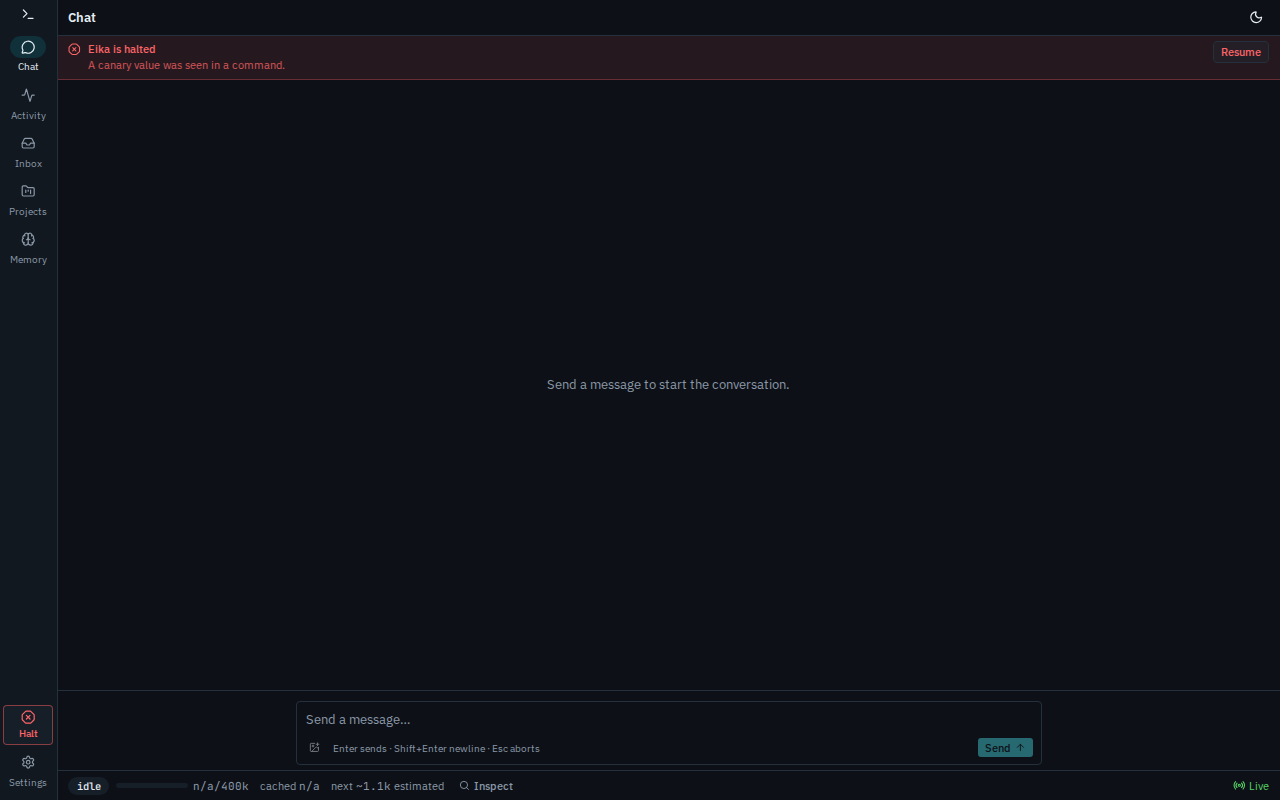 Chat
Chat
Activity
Inbox
Projects
Memory
Halt
Settings
Eika is halted
A canary value was seen in a command.
Resume
Send a message to start the conversation.
Send a message...
Enter sends · Shift+Enter newline · Esc aborts
Send
idle n/a/400k cached n/a next ~1.1k estimated Inspect
Live